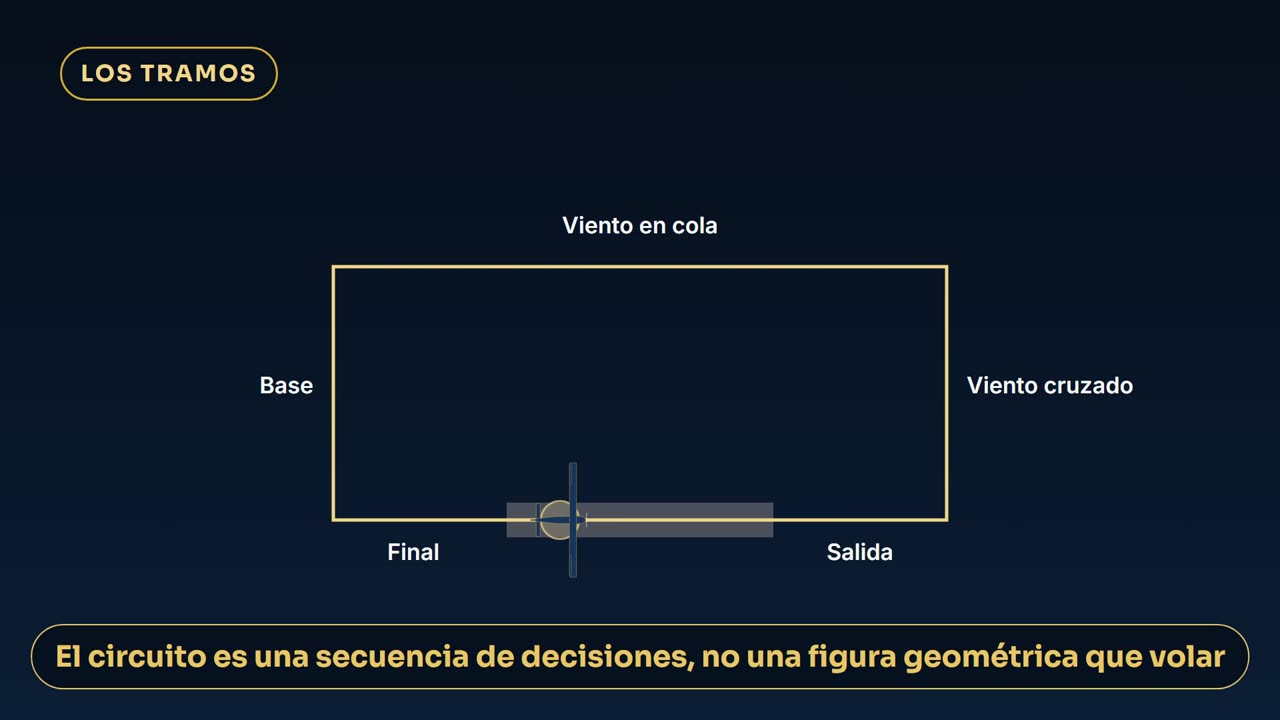 LOS TRAMOS
Viento en cola
Base
Viento cruzado
Final
Salida
El circuito es una secuencia de decisiones, no una figura geométrica que volar